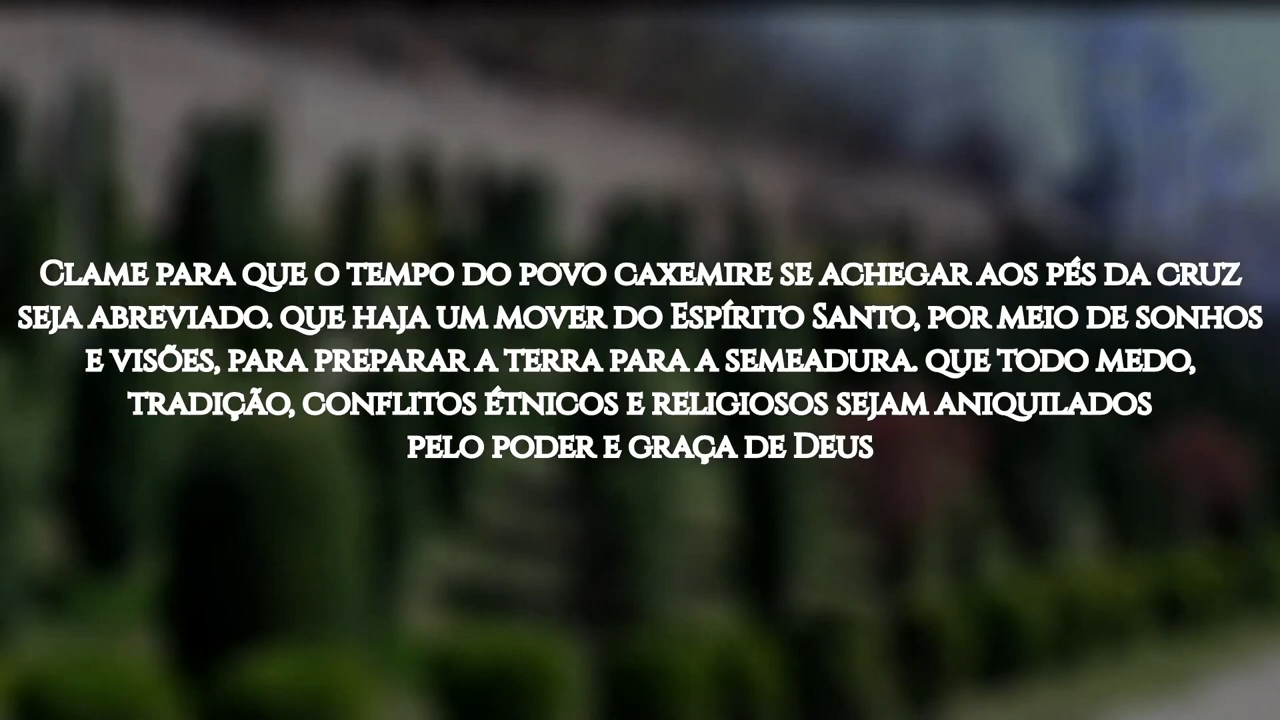 Clame para que o tempo do povo caxemire se achegar aos pés da cruz
seja abreviado. que haja um mover do Espírito Santo, por meio de sonhos
e visões, para preparar a terra para a semeadura. que todo medo,
tradição, conflitos étnicos e religiosos sejam aniquilados
pelo poder e graça de Deus